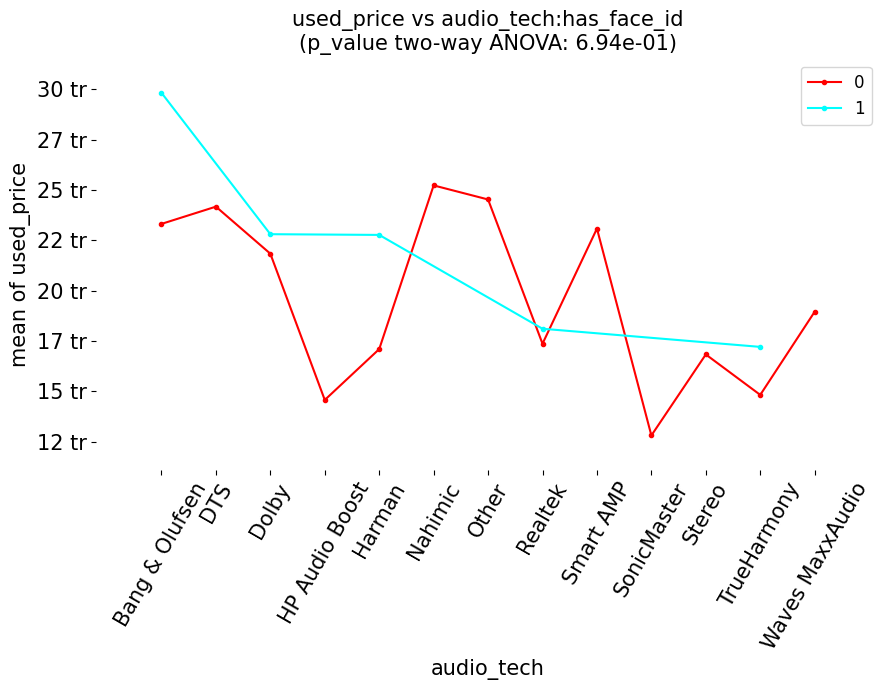 used_price vs audio_tech:has_face_id
(p_value two-way ANOVA: 6.94e-01)
0
1
mean of used_price
30 tr
27 tr
25 tr
22 tr
20 tr
17 tr
15 tr
12 tr
Bang & Olufsen
DTS
Dolby
HP Audio Boost
Harman
Nahimic
Other
Realtek
Smart AMP
SonicMaster
Stereo
TrueHarmony
Waves MaxxAudio
audio_tech